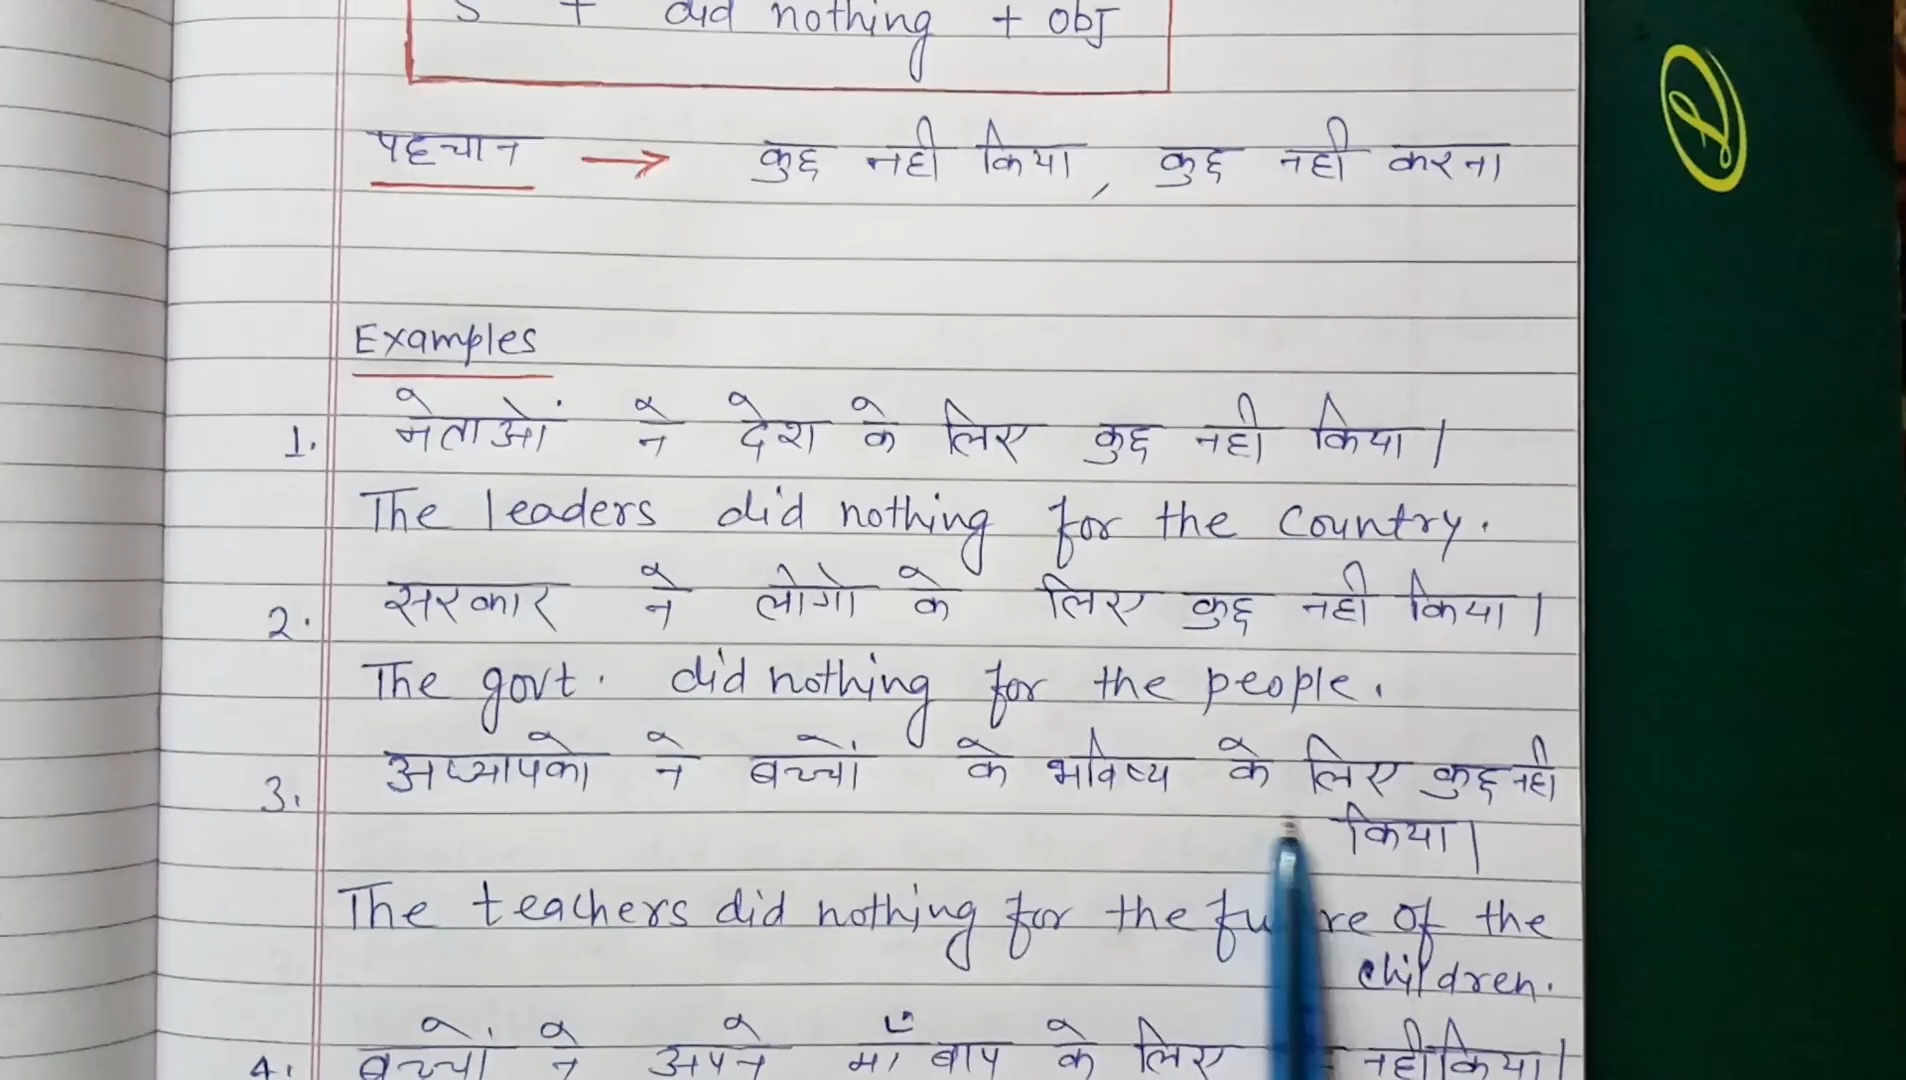 S + did nothing + obj
पहचान → कुछ नही किया, कुछ नही करना
Examples
1. नेताओं ने देश के लिए कुछ नही किया।
The leaders did nothing for the country.
2. सरकार ने लोगो के लिए कुछ नही किया।
The govt. did nothing for the people.
3. अध्यापको ने बच्चों के भविष्य के लिए कुछ नही
किया।
The teachers did nothing for the future of the
children.
4. बच्चों ने अपने माँ बाप के लिए नही किया।